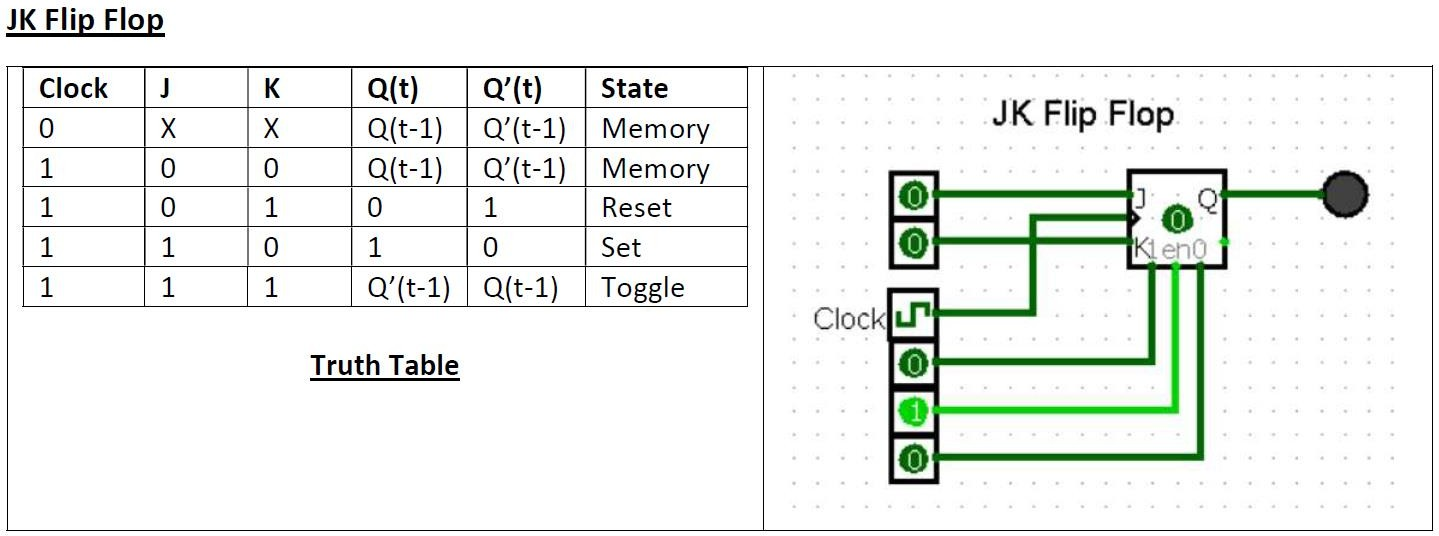 JK Flip Flop
Clock J K Q(t) Q’(t) State
0 X X Q(t-1) Q’(t-1) Memory
1 0 0 Q(t-1) Q’(t-1) Memory
1 0 1 0 1 Reset
1 1 0 1 0 Set
1 1 1 Q’(t-1) Q(t-1) Toggle
Truth Table
JK Flip Flop
0 J Q
0
0 K 1 en 0
Clock
0
1
0